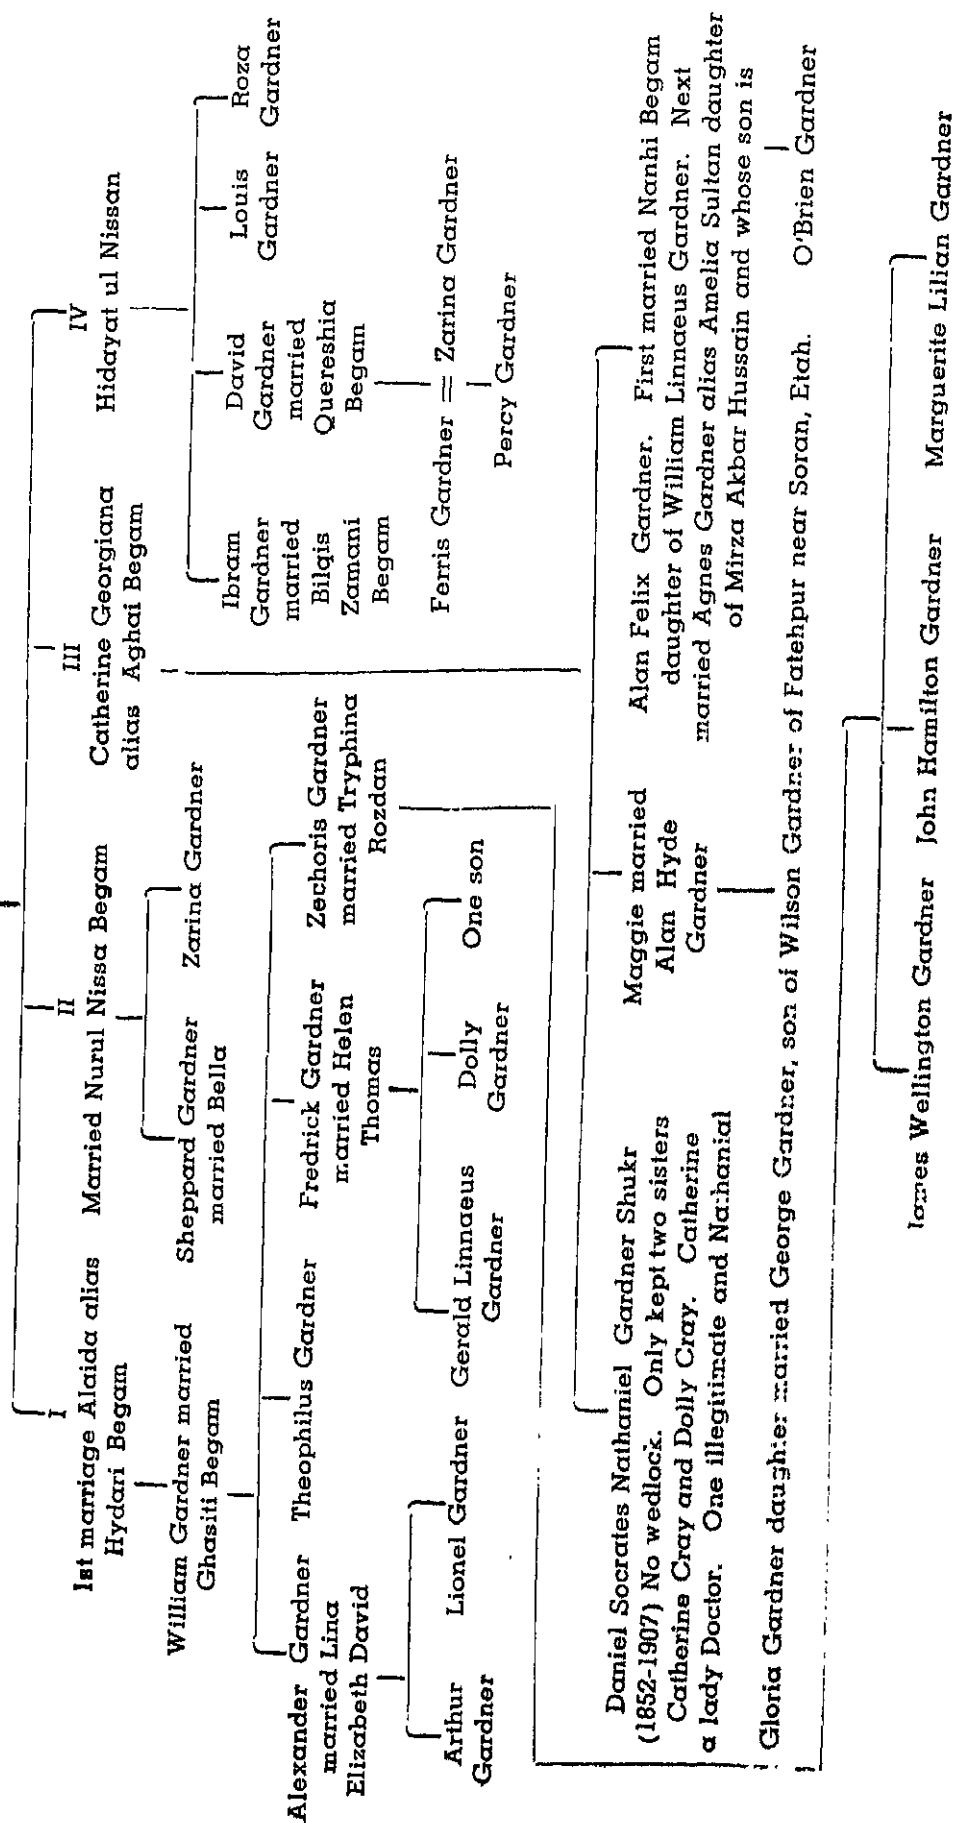 I
1st marriage Alaida alias
Hydari Begam
II
Married Nurul Nissa Begam
III
Catherine Georgiana
alias Aghai Begam
IV
Hidayat ul Nissan
William Gardner married
Ghasiti Begam
Sheppard Gardner
married Bella
Zarina Gardner
Ibram
Gardner
married
Bilqis
Zamani
Begam
David
Gardner
married
Quereshia
Begam
Louis
Gardner
Roza
Gardner
Alexander Gardner
married Lina
Elizabeth David
Theophilus Gardner
Fredrick Gardner
married Helen
Thomas
Zechoris Gardner
married Tryphina
Rozdan
Ferris Gardner = Zarina Gardner
Percy Gardner
Arthur
Gardner
Lionel Gardner
Gerald Linnaeus
Gardner
Dolly
Gardner
One son
Daniel Socrates Nathaniel Gardner Shukr
(1852-1907) No wedlock. Only kept two sisters
Catherine Cray and Dolly Cray. Catherine
a lady Doctor. One illegitimate and Nathanial
Maggie married
Alan Hyde
Gardner
Alan Felix Gardner. First married Nanhi Begam
daughter of William Linnaeus Gardner. Next
married Agnes Gardner alias Amelia Sultan daughter
of Mirza Akbar Hussain and whose son is
O'Brien Gardner
Gloria Gardner daughter married George Gardner, son of Wilson Gardner of Fatehpur near Soran, Etah.
James Wellington Gardner
John Hamilton Gardner
Marguerite Lilian Gardner